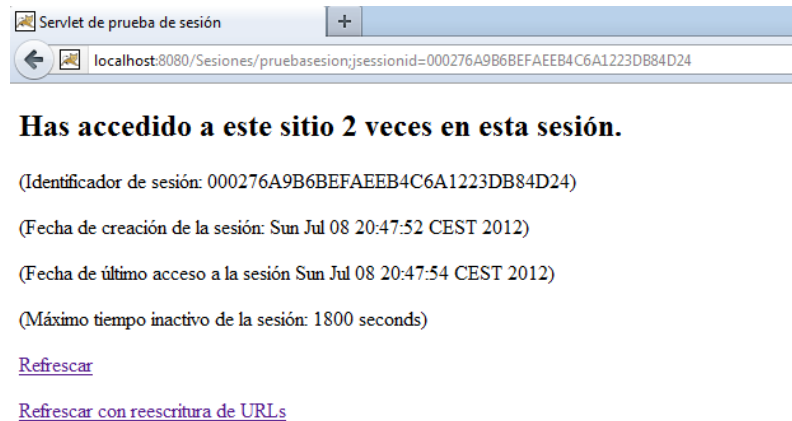 Servlet de prueba de sesión
localhost:8080/Sesiones/pruebasesion;jsessionid=000276A9B6BEFAEEB4C6A1223DB84D24
Has accedido a este sitio 2 veces en esta sesión.
(Identificador de sesión: 000276A9B6BEFAEEB4C6A1223DB84D24)
(Fecha de creación de la sesión: Sun Jul 08 20:47:52 CEST 2012)
(Fecha de último acceso a la sesión Sun Jul 08 20:47:54 CEST 2012)
(Máximo tiempo inactivo de la sesión: 1800 seconds)
Refrescar
Refrescar con reescritura de URLs